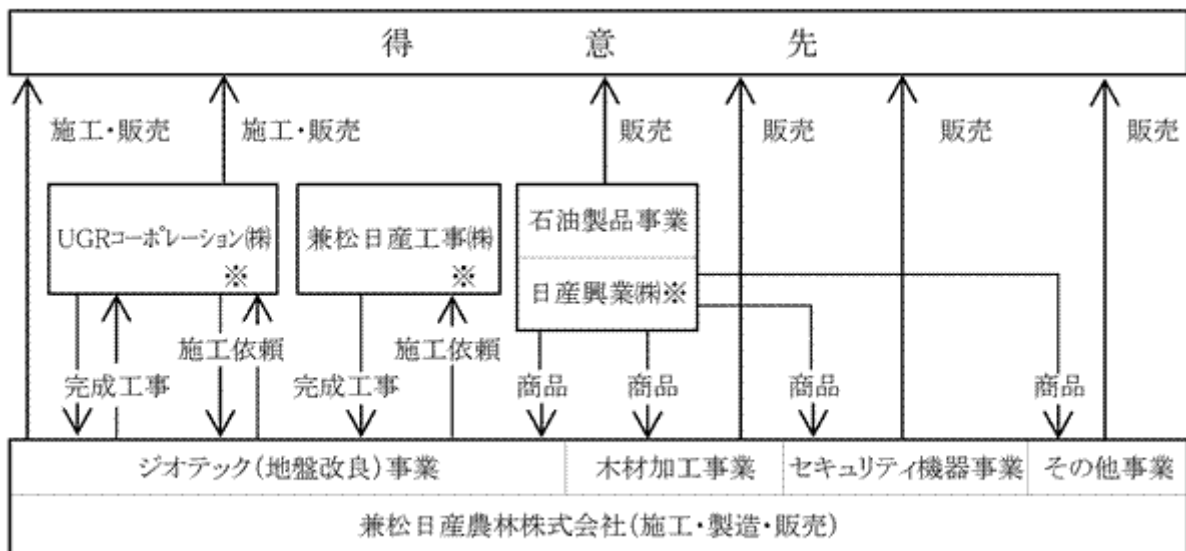 得意先
施工・販売
施工・販売
販売
販売
販売
販売
UGRコーポレーション㈱
※
兼松日産工事㈱
※
石油製品事業
日産興業㈱※
施工依頼
施工依頼
完成工事
完成工事
商品
商品
商品
商品
ジオテック(地盤改良)事業
木材加工事業
セキュリティ機器事業
その他事業
兼松日産農林株式会社(施工・製造・販売)